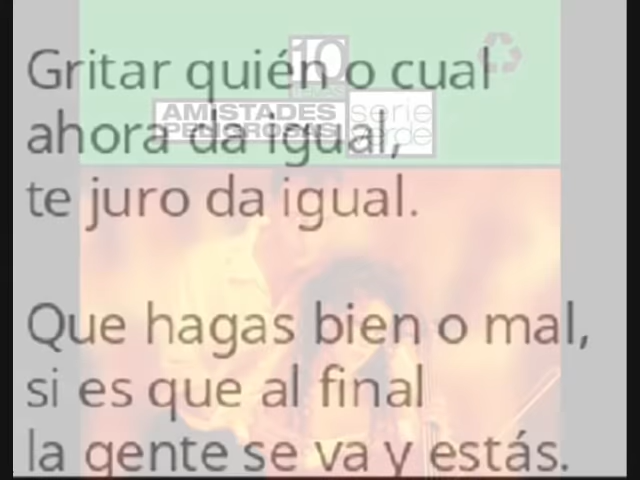 Gritar quién o cual
ahora da igual,
te juro da igual.
Que hagas bien o mal,
si es que al final
la gente se va y estás.
10
AMISTADES
PELIGROSAS
serie
verde